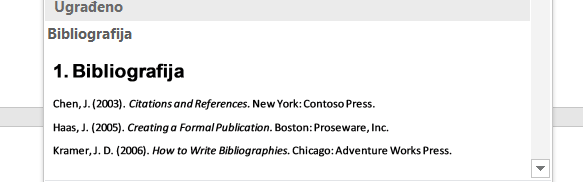 Ugrađeno
Bibliografija
1. Bibliografija
Chen, J. (2003). Citations and References. New York: Contoso Press.
Haas, J. (2005). Creating a Formal Publication. Boston: Proseware, Inc.
Kramer, J. D. (2006). How to Write Bibliographies. Chicago: Adventure Works Press.